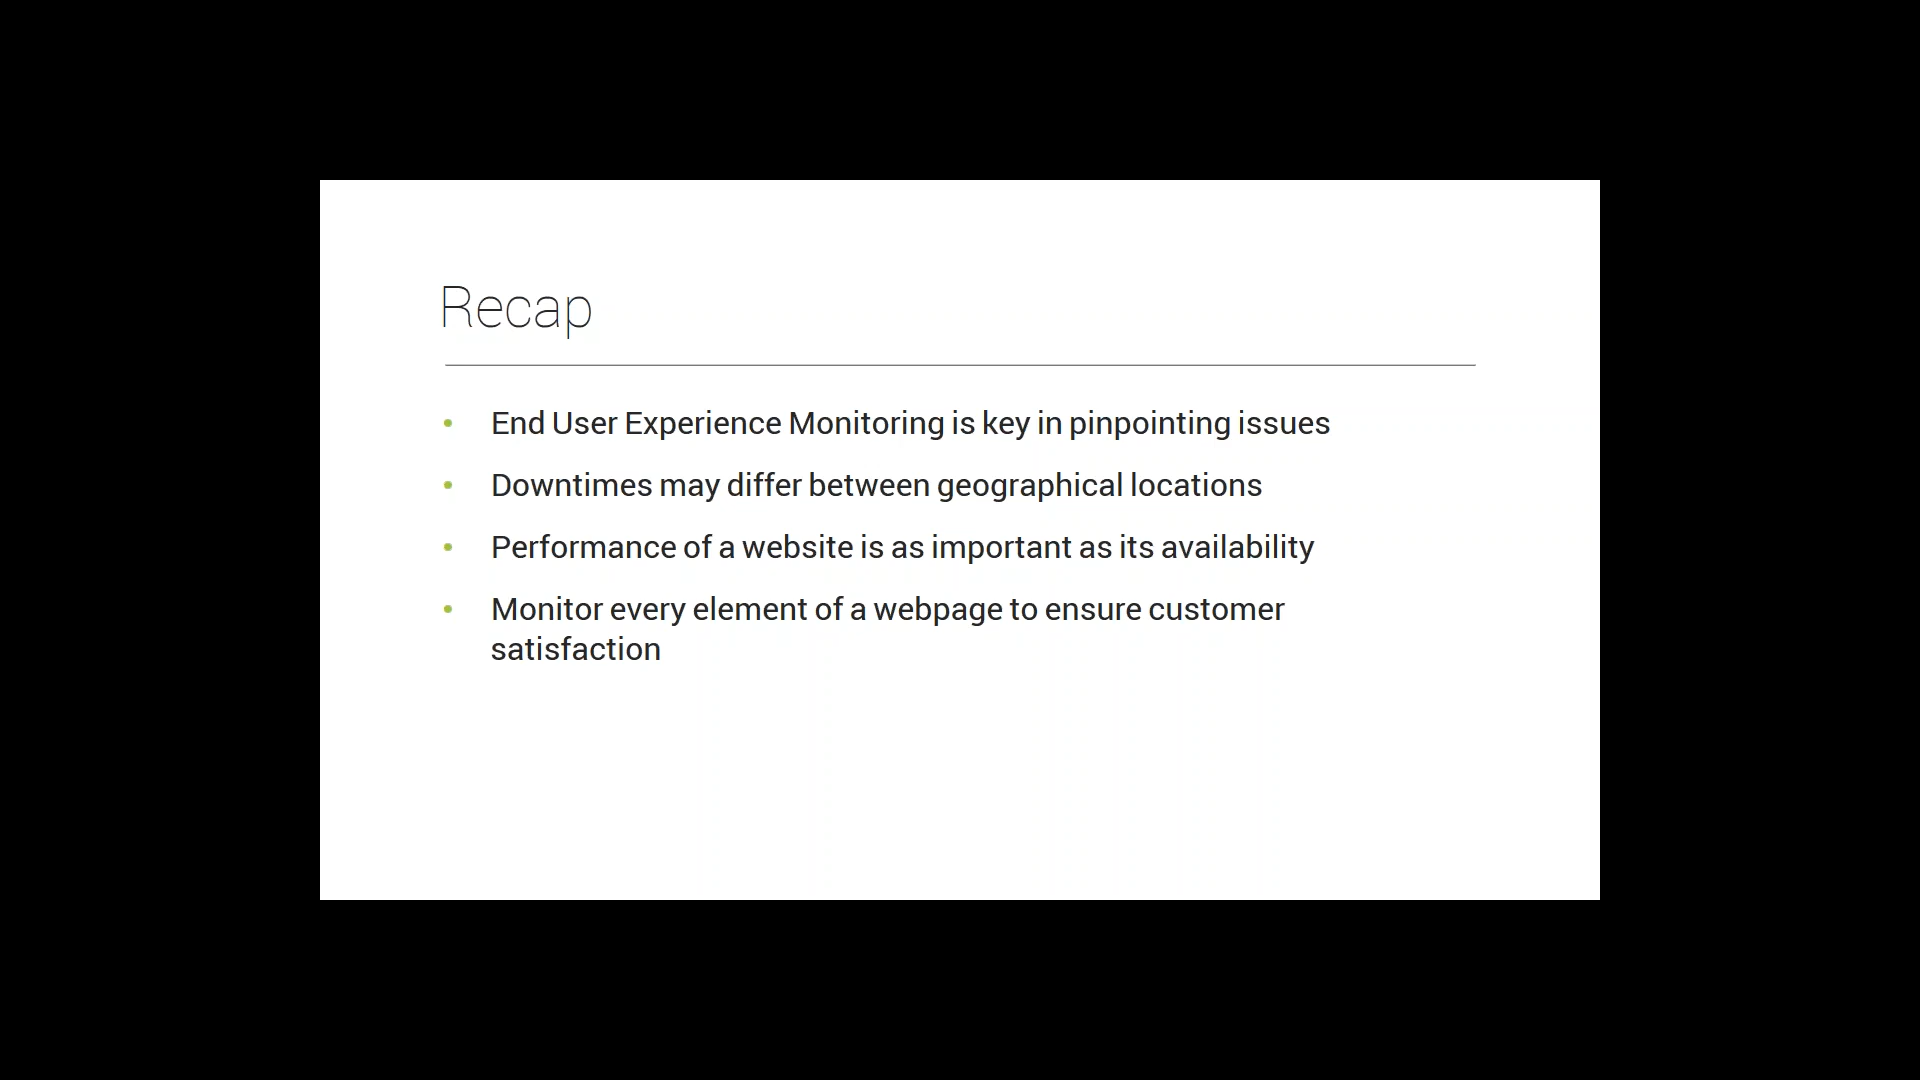 Recap
• End User Experience Monitoring is key in pinpointing issues
• Downtimes may differ between geographical locations
• Performance of a website is as important as its availability
• Monitor every element of a webpage to ensure customer
satisfaction